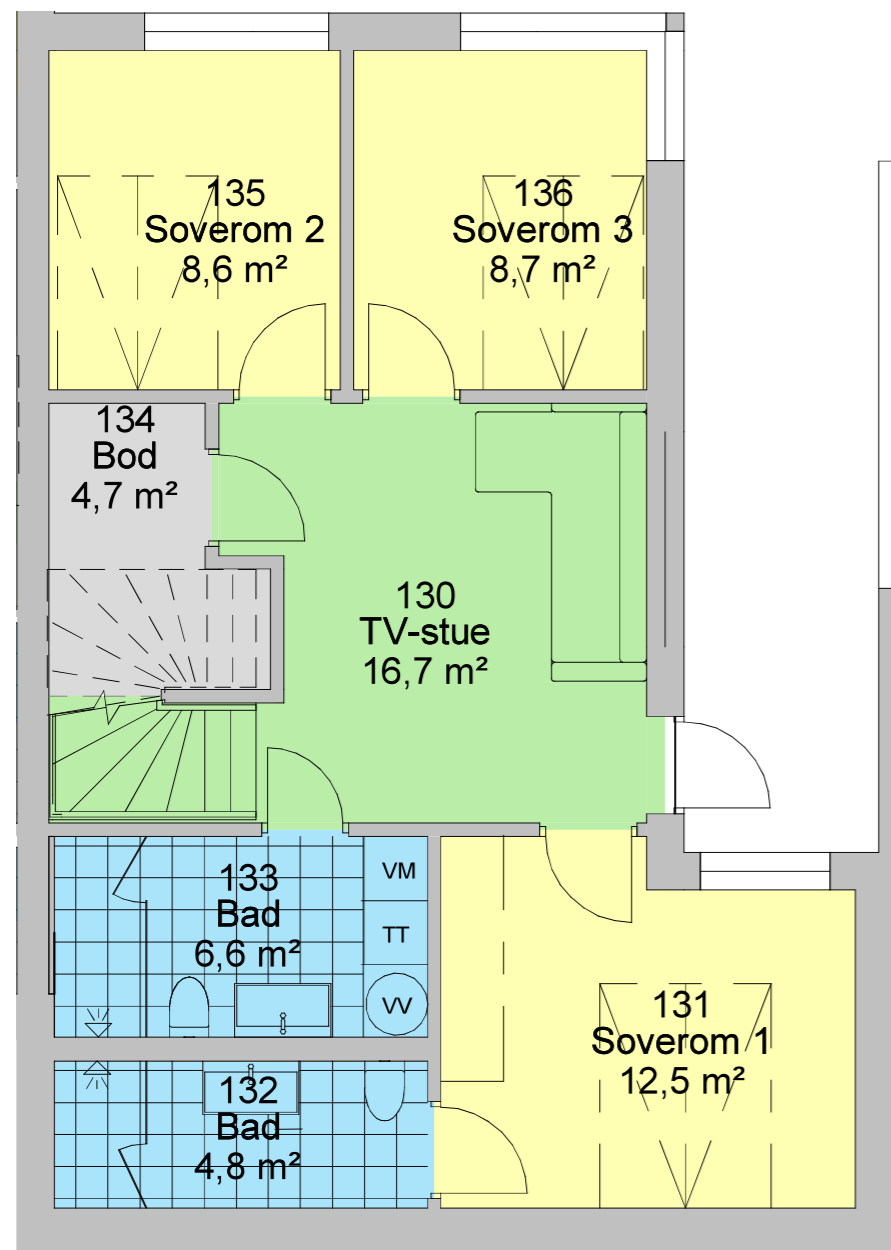 135
Soverom 2
8,6 m²
136
Soverom 3
8,7 m²
134
Bod
4,7 m²
130
TV-stue
16,7 m²
133
Bad
6,6 m²
VM
TT
VV
131
Soverom 1
12,5 m²
132
Bad
4,8 m²